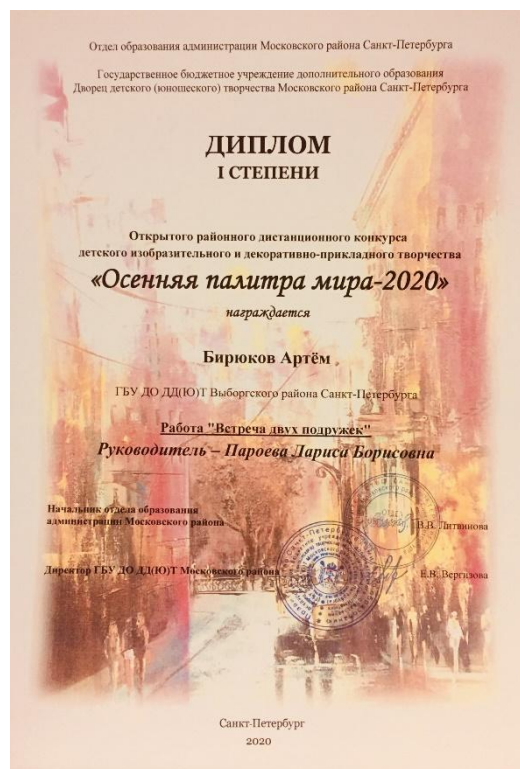 Отдел образования администрации Московского района Санкт-Петербурга
Государственное бюджетное учреждение дополнительного образования
Дворец детского (юношеского) творчества Московского района Санкт-Петербурга
ДИПЛОМ
I СТЕПЕНИ
Открытого районного дистанционного конкурса
детского изобразительного и декоративно-прикладного творчества
«Осенняя палитра мира-2020»
награждается
Бирюков Артём
ГБУ ДО ДД(Ю)Т Выборгского района Санкт-Петербурга
Работа "Встреча двух подружек"
Руководитель – Пароева Лариса Борисовна
Начальник отдела образования
администрации Московского района
В.В. Литвинова
Директор ГБУ ДО ДД(Ю)Т Московского района
Е.В. Вергизова
Санкт-Петербург
2020